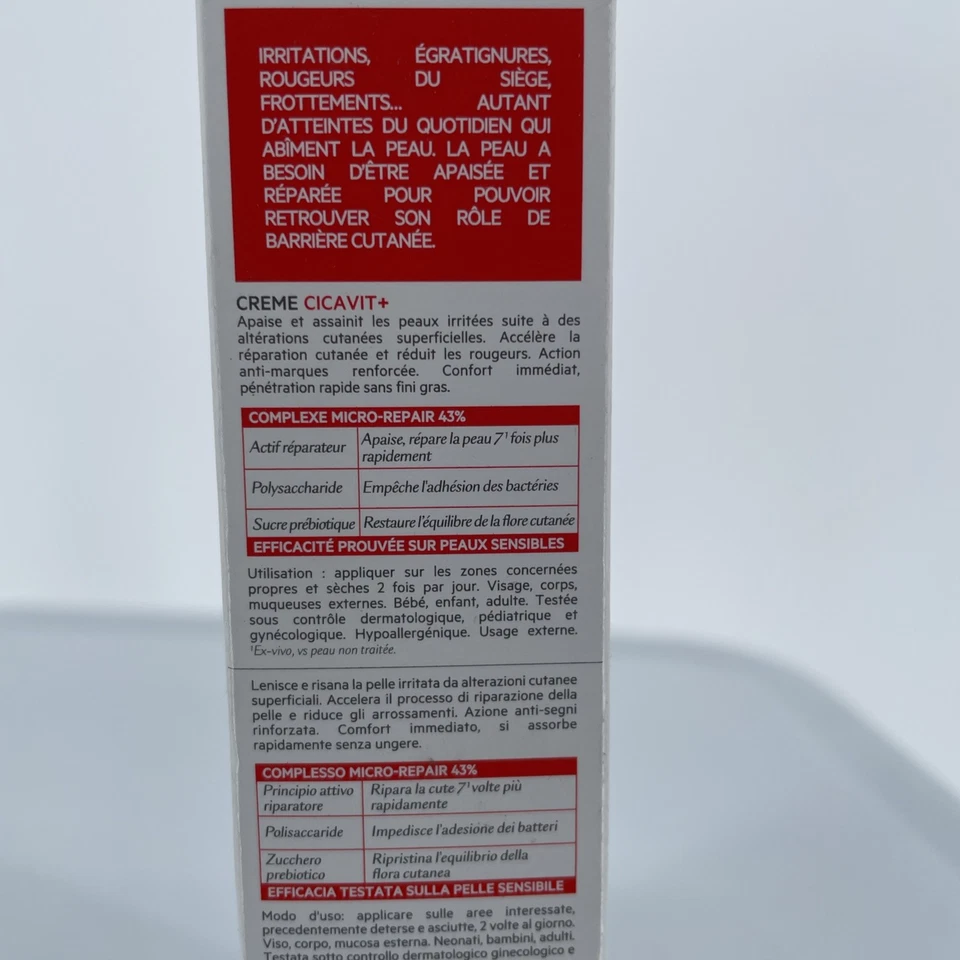 IRRITATIONS, ÉGRATIGNURES,
ROUGEURS DU SIÈGE,
FROTTEMENTS... AUTANT
D'ATTEINTES DU QUOTIDIEN QUI
ABÎMENT LA PEAU. LA PEAU A
BESOIN D'ÊTRE APAISÉE ET
RÉPARÉE POUR POUVOIR
RETROUVER SON RÔLE DE
BARRIÈRE CUTANÉE.
CREME CICAVIT+
Apaise et assainit les peaux irritées suite à des
altérations cutanées superficielles. Accélère la
réparation cutanée et réduit les rougeurs. Action
anti-marques renforcée. Confort immédiat,
pénétration rapide sans fini gras.
COMPLEXE MICRO-REPAIR 43%
Actif réparateur Apaise, répare la peau 7¹ fois plus
rapidement
Polysaccharide Empêche l'adhésion des bactéries
Sucre prébiotique Restaure l'équilibre de la flore cutanée
EFFICACITÉ PROUVÉE SUR PEAUX SENSIBLES
Utilisation : appliquer sur les zones concernées
propres et sèches 2 fois par jour. Visage, corps,
muqueuses externes. Bébé, enfant, adulte. Testée
sous contrôle dermatologique, pédiatrique et
gynécologique. Hypoallergénique. Usage externe.
¹Ex-vivo, vs peau non traitée.
Lenisce e risana la pelle irritata da alterazioni cutanee
superficiali. Accelera il processo di riparazione della
pelle e riduce gli arrossamenti. Azione anti-segni
rinforzata. Comfort immediato, si assorbe
rapidamente senza ungere.
COMPLESSO MICRO-REPAIR 43%
Principio attivo Ripara la cute 7¹ volte più
riparatore rapidamente
Polisaccaride Impedisce l'adesione dei batteri
Zucchero Ripristina l'equilibrio della
prebiotico flora cutanea
EFFICACIA TESTATA SULLA PELLE SENSIBILE
Modo d'uso: applicare sulle aree interessate,
precedentemente deterse e asciutte, 2 volte al giorno.
Viso, corpo, mucosa esterna. Neonati, bambini, adulti.
Testata sotto controllo dermatologico ginecologico e